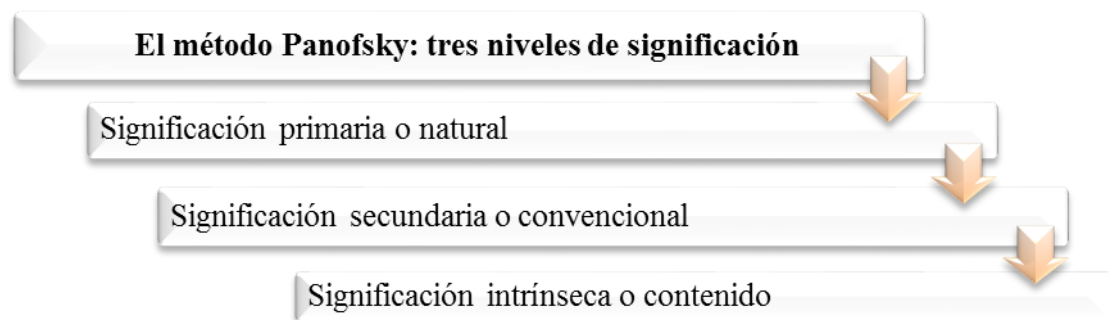 El método Panofsky: tres niveles de significación
Significación primaria o natural
Significación secundaria o convencional
Significación intrínseca o contenido